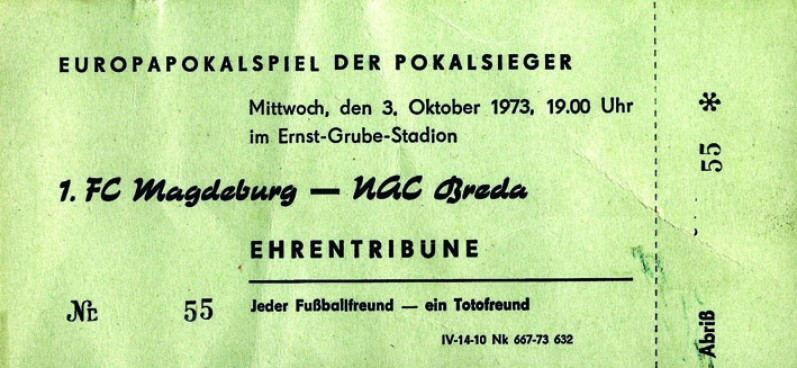 EUROPAPOKALSPIEL DER POKALSIEGER
Mittwoch, den 3. Oktober 1973, 19.00 Uhr
im Ernst-Grube-Stadion
1. FC Magdeburg — NAC Breda
EHRENTRIBUNE
Nr. 55
Jeder Fußballfreund — ein Totofreund
IV-14-10 Nk 667-73 632
55 *
Abriß